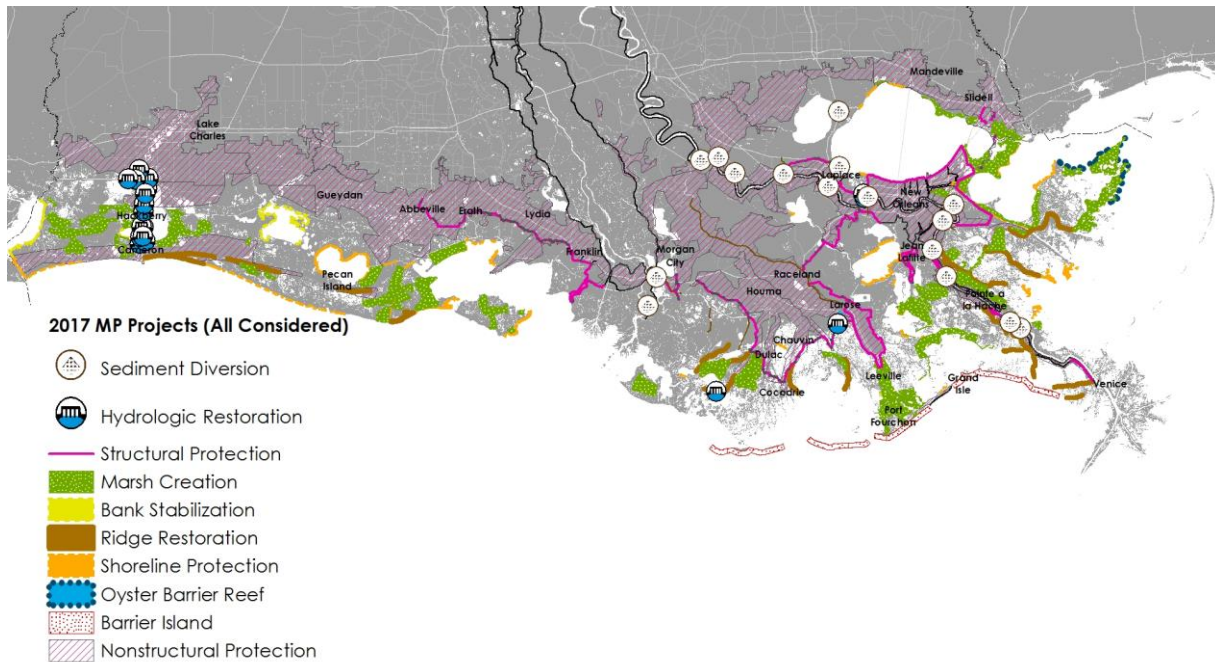 Mandeville
Slidell
Lake
Charles
Laplace
New
Orleans
Gueydan
Abbeville
Erath
Lydia
Hackberry
Cameron
Franklin
Morgan
City
Jean
Lafitte
Pecan
Island
Raceland
Houma
Larose
Pointe a
la Hache
Chauvin
Dulac
Cocodrie
Leeville
Grand
Isle
Venice
Port
Fourchon
2017 MP Projects (All Considered)
Sediment Diversion
Hydrologic Restoration
Structural Protection
Marsh Creation
Bank Stabilization
Ridge Restoration
Shoreline Protection
Oyster Barrier Reef
Barrier Island
Nonstructural Protection